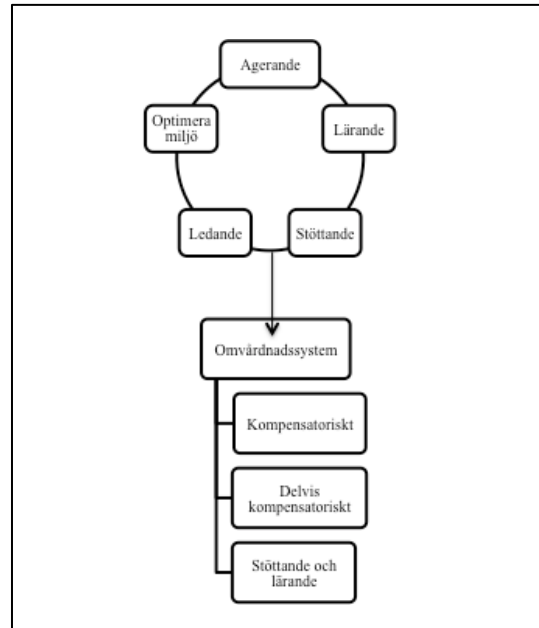 Agerande
Optimera
miljö
Lärande
Ledande
Stöttande
Omvårdnadssystem
Kompensatoriskt
Delvis
kompensatoriskt
Stöttande och
lärande